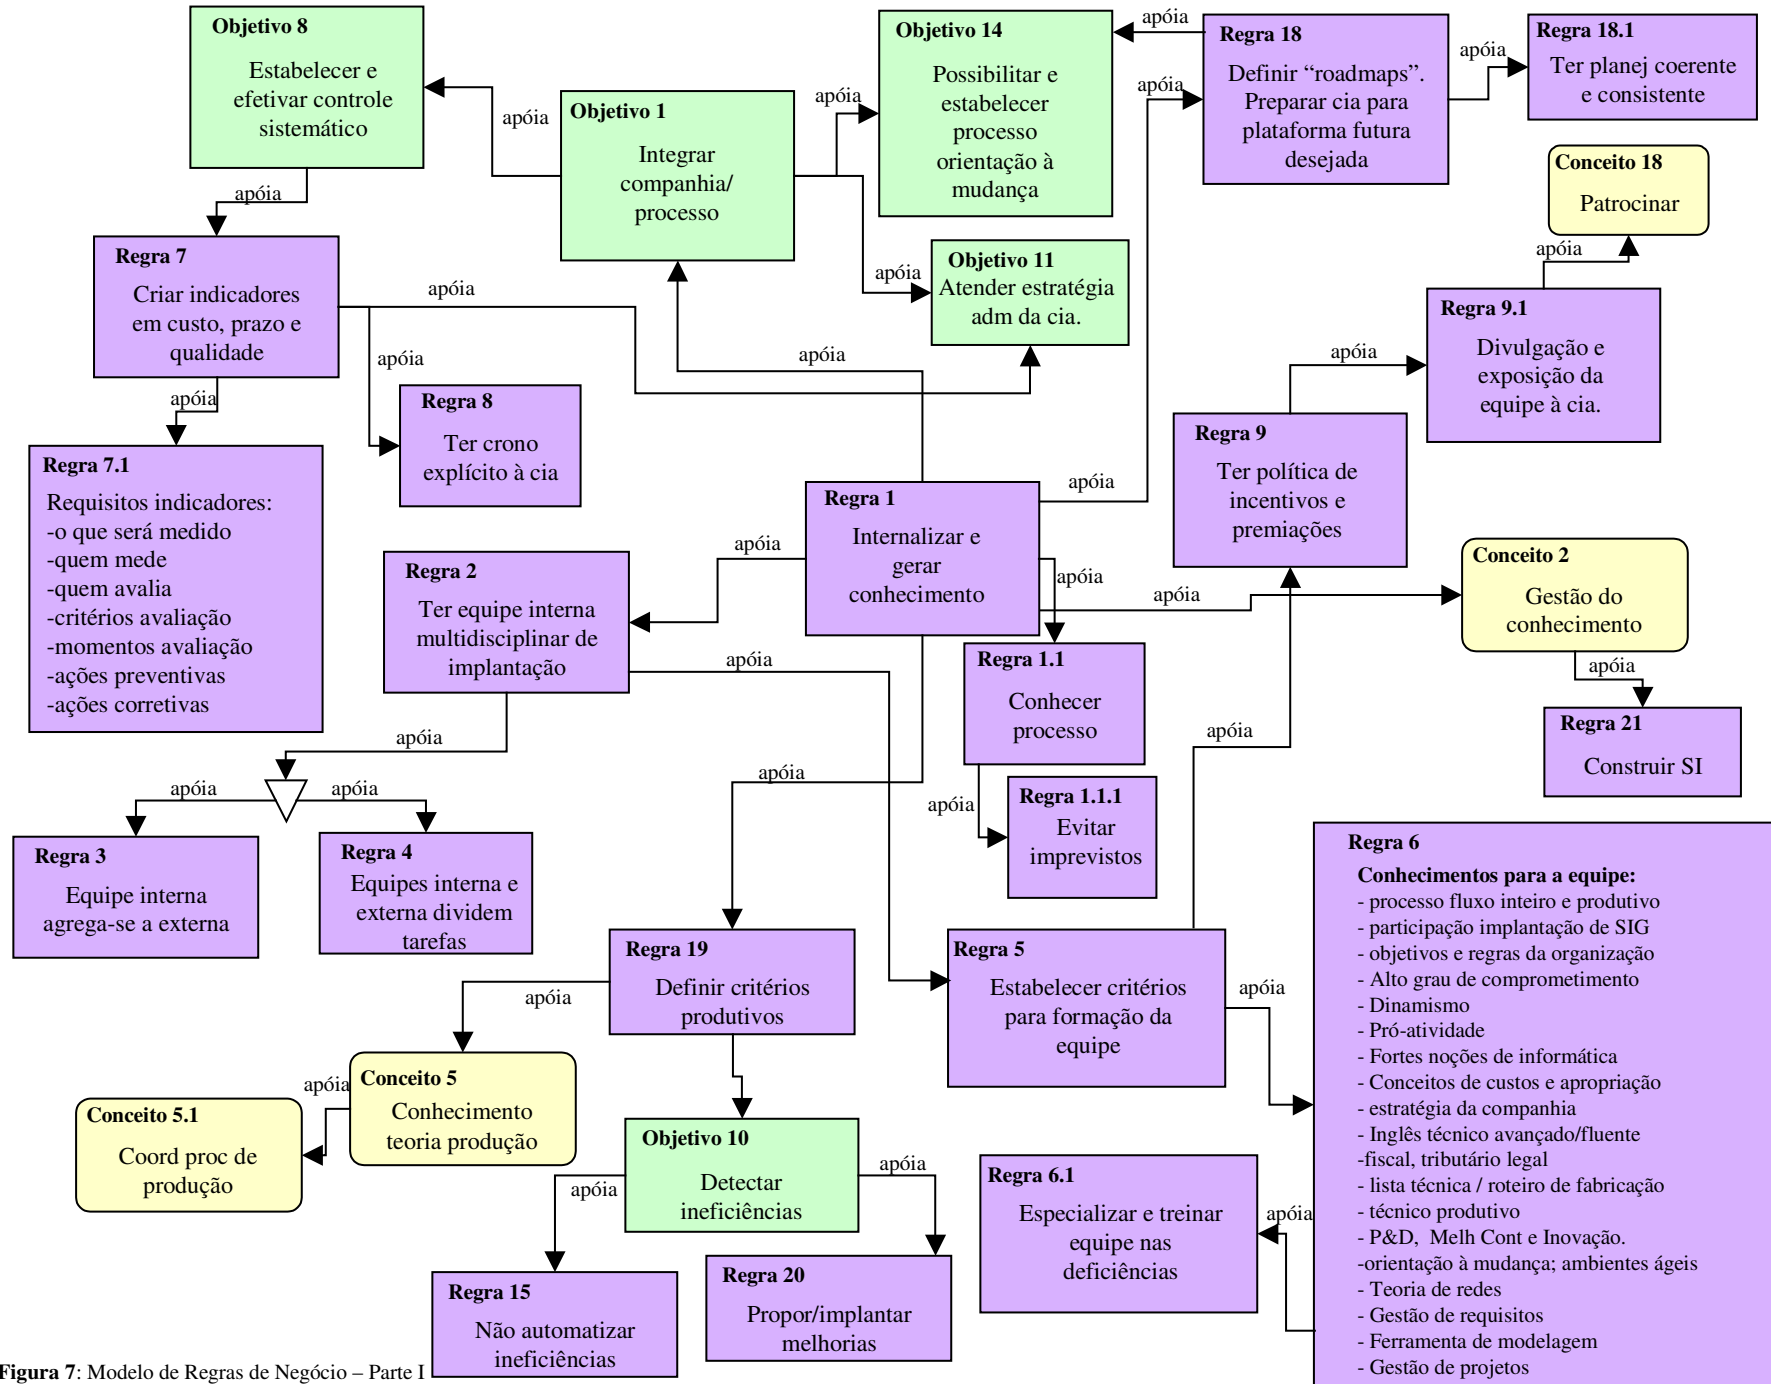 Objetivo 8
Estabelecer e
efetivar controle
sistemático
apóia
Objetivo 1
Integrar
companhia/
processo
apóia
Objetivo 14
Possibilitar e
estabelecer
processo
orientação à
mudança
apóia
apóia
Regra 18
Definir “roadmaps”.
Preparar cia para
plataforma futura
desejada
apóia
Regra 18.1
Ter planej coerente
e consistente
Conceito 18
Patrocinar
apóia
apóia
Regra 7
Criar indicadores
em custo, prazo e
qualidade
apóia
apóia
Objetivo 11
Atender estratégia
adm da cia.
Regra 9.1
Divulgação e
exposição da
equipe à cia.
apóia
apóia
apóia
apóia
Regra 8
Ter crono
explícito à cia
Regra 9
Ter política de
incentivos e
premiações
Regra 7.1
Requisitos indicadores:
-o que será medido
-quem mede
-quem avalia
-critérios avaliação
-momentos avaliação
-ações preventivas
-ações corretivas
apóia
Regra 1
Internalizar e
gerar
conhecimento
apóia
apóia
apóia
Conceito 2
Gestão do
conhecimento
apóia
Regra 21
Construir SI
Regra 2
Ter equipe interna
multidisciplinar de
implantação
apóia
Regra 1.1
Conhecer
processo
apóia
apóia
apóia
apóia
apóia
apóia
Regra 1.1.1
Evitar
imprevistos
Regra 3
Equipe interna
agrega-se a externa
Regra 4
Equipes interna e
externa dividem
tarefas
Regra 19
Definir critérios
produtivos
apóia
Regra 5
Estabelecer critérios
para formação da
equipe
apóia
Regra 6
Conhecimentos para a equipe:
- processo fluxo inteiro e produtivo
- participação implantação de SIG
- objetivos e regras da organização
- Alto grau de comprometimento
- Dinamismo
- Pró-atividade
- Fortes noções de informática
- Conceitos de custos e apropriação
- estratégia da companhia
- Inglês técnico avançado/fluente
-fiscal, tributário legal
- lista técnica / roteiro de fabricação
- técnico produtivo
- P&D, Melh Cont e Inovação.
-orientação à mudança; ambientes ágeis
- Teoria de redes
- Gestão de requisitos
- Ferramenta de modelagem
- Gestão de projetos
apóia
Conceito 5
Conhecimento
teoria produção
Conceito 5.1
Coord proc de
produção
Objetivo 10
Detectar
ineficiências
apóia
apóia
Regra 6.1
Especializar e treinar
equipe nas
deficiências
apóia
Regra 15
Não automatizar
ineficiências
Regra 20
Propor/implantar
melhorias
Figura 7: Modelo de Regras de Negócio – Parte I